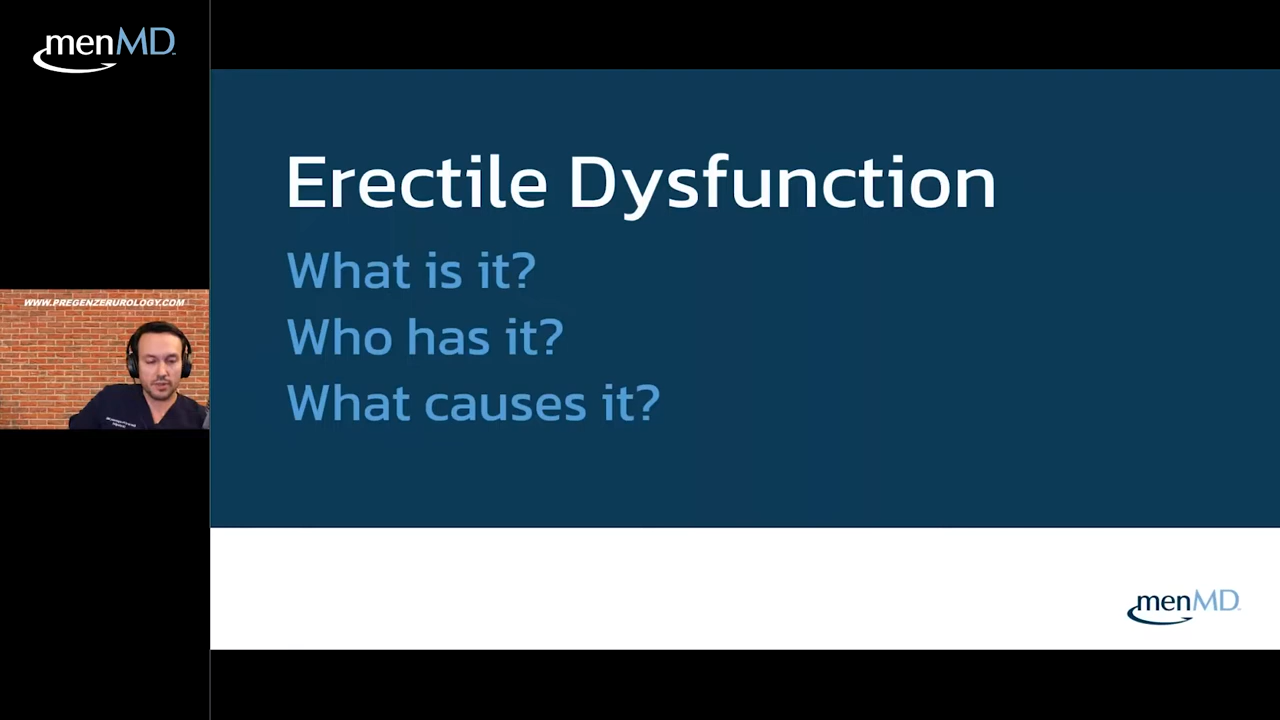 menMD
Erectile Dysfunction
What is it?
Who has it?
What causes it?
WWW.PREGENZERUROLOGY.COM
menMD